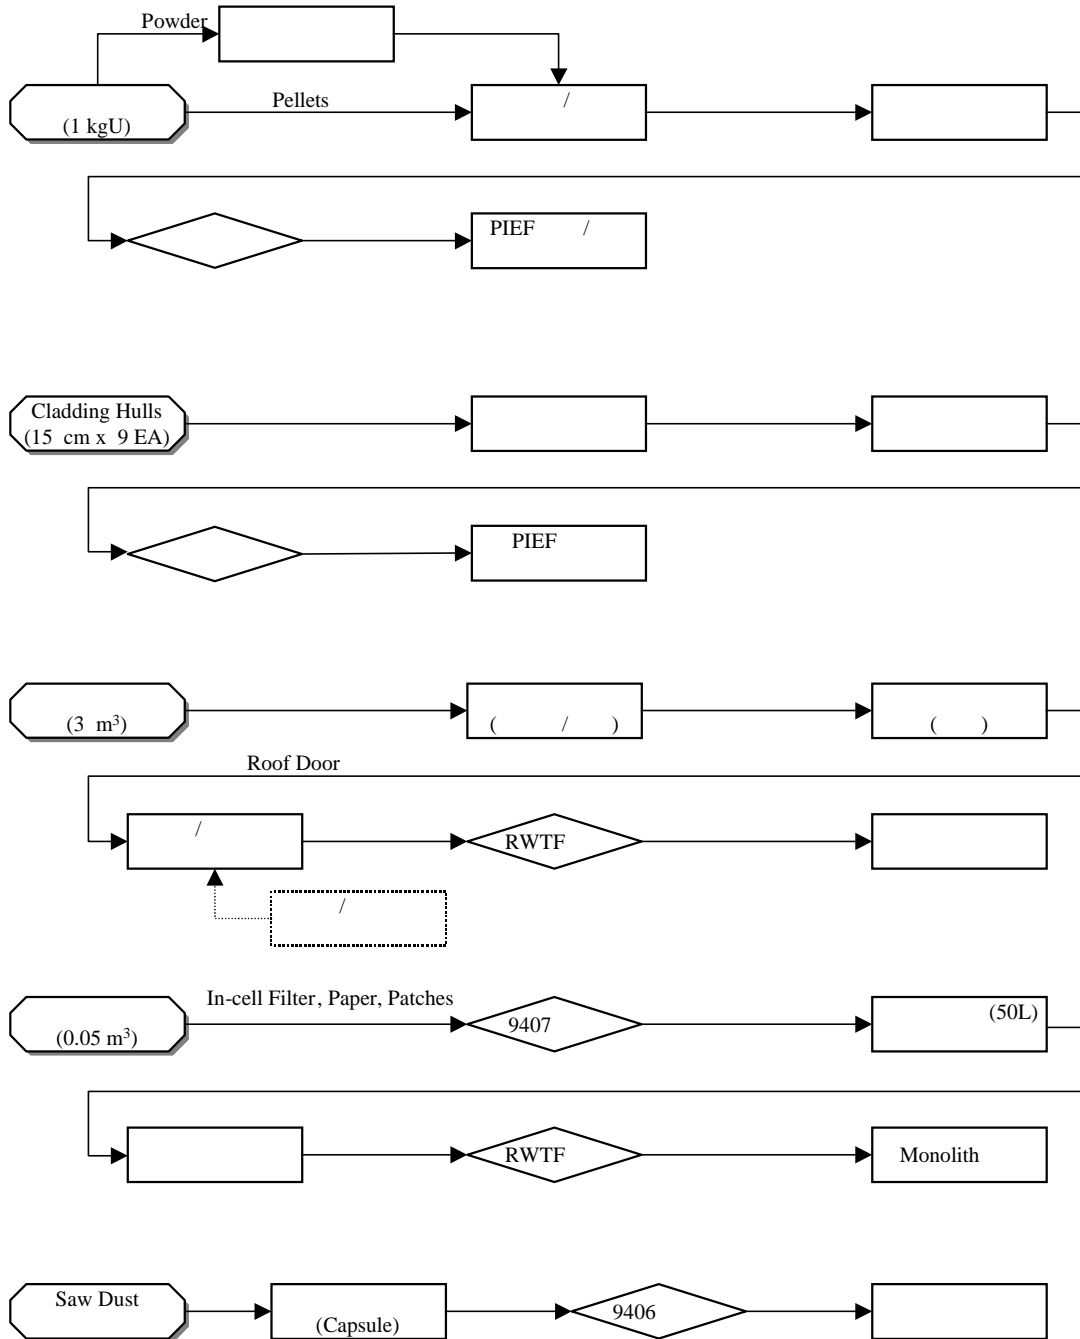 Powder
Pellets
/
(1 kgU)
PIEF /
Cladding Hulls
(15 cm x 9 EA)
PIEF
(3 m³)
( / )
( )
Roof Door
/
RWTF
/
In-cell Filter, Paper, Patches
(50L)
9407
(0.05 m³)
RWTF
Monolith
Saw Dust
9406
(Capsule)